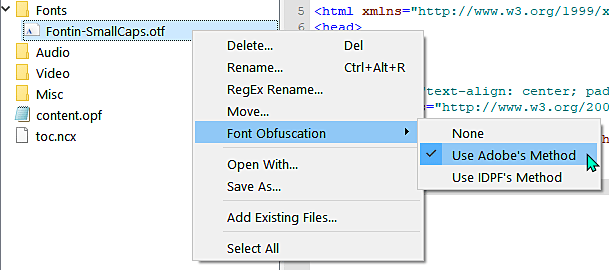 Fonts
Fontin-SmallCaps.otf
Audio
Video
Misc
content.opf
toc.ncx
Delete... Del
Rename... Ctrl+Alt+R
RegEx Rename...
Move...
Font Obfuscation
Open With...
Save As...
Add Existing Files...
Select All
None
Use Adobe's Method
Use IDPF's Method
5 <html xmlns="http://www.w3.org/1999/x
6 <head>
/text-align: center; pad
="http://www.w3.org/200